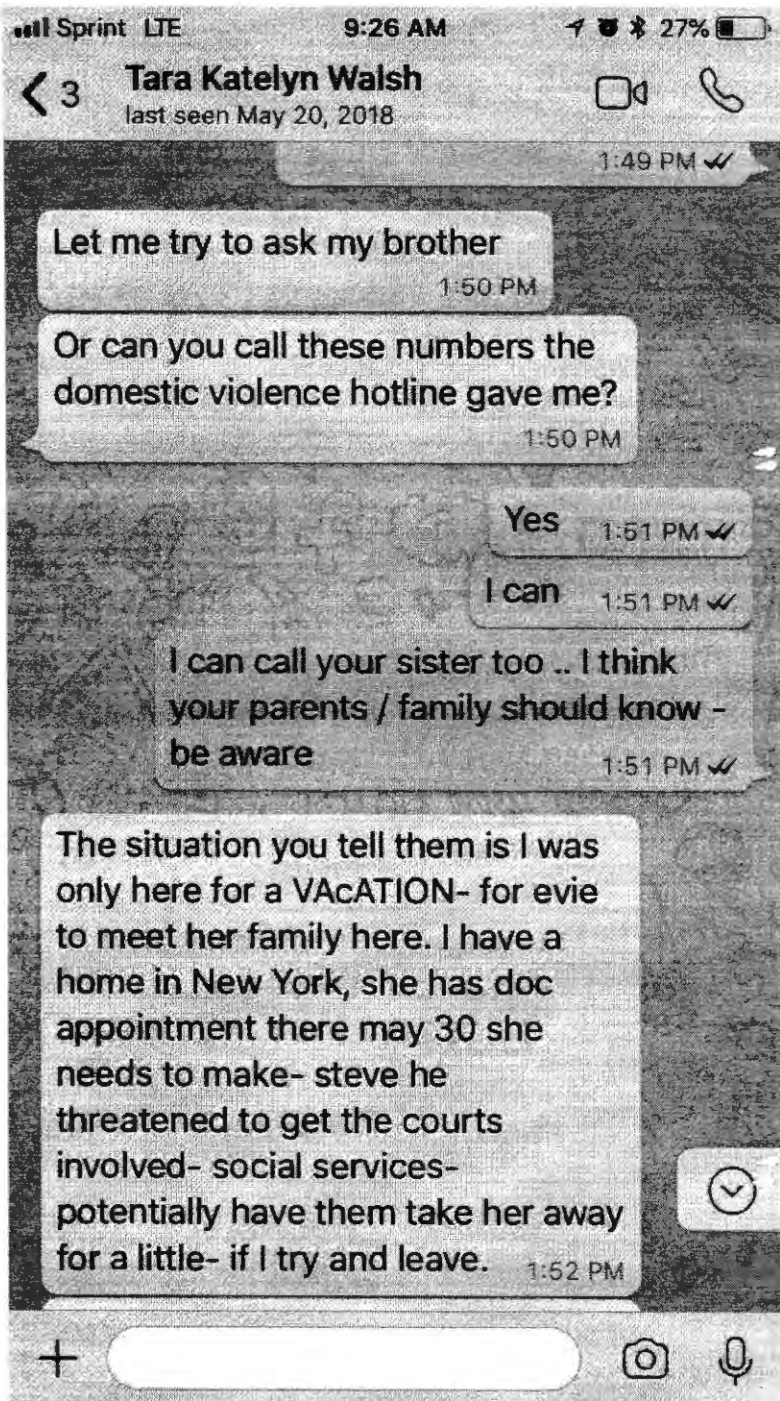 Sprint LTE 9:26 AM 27%
3 Tara Katelyn Walsh
last seen May 20, 2018
1:49 PM
Let me try to ask my brother
1:50 PM
Or can you call these numbers the
domestic violence hotline gave me?
1:50 PM
Yes 1:51 PM
I can 1:51 PM
I can call your sister too .. I think
your parents / family should know -
be aware 1:51 PM
The situation you tell them is I was
only here for a VAcATION- for evie
to meet her family here. I have a
home in New York, she has doc
appointment there may 30 she
needs to make- steve he
threatened to get the courts
involved- social services-
potentially have them take her away
for a little- if I try and leave. 1:52 PM